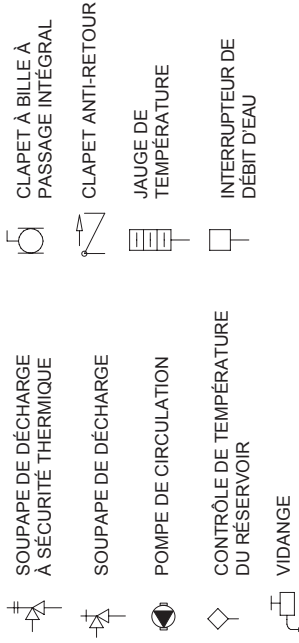 SOUPAPE DE DÉCHARGE
À SÉCURITÉ THERMIQUE
SOUPAPE DE DÉCHARGE
POMPE DE CIRCULATION
CONTRÔLE DE TEMPÉRATURE
DU RÉSERVOIR
VIDANGE
CLAPET À BILLE À
PASSAGE INTÉGRAL
CLAPET ANTI-RETOUR
JAUGE DE
TEMPÉRATURE
INTERRUPTEUR DE
DÉBIT D'EAU